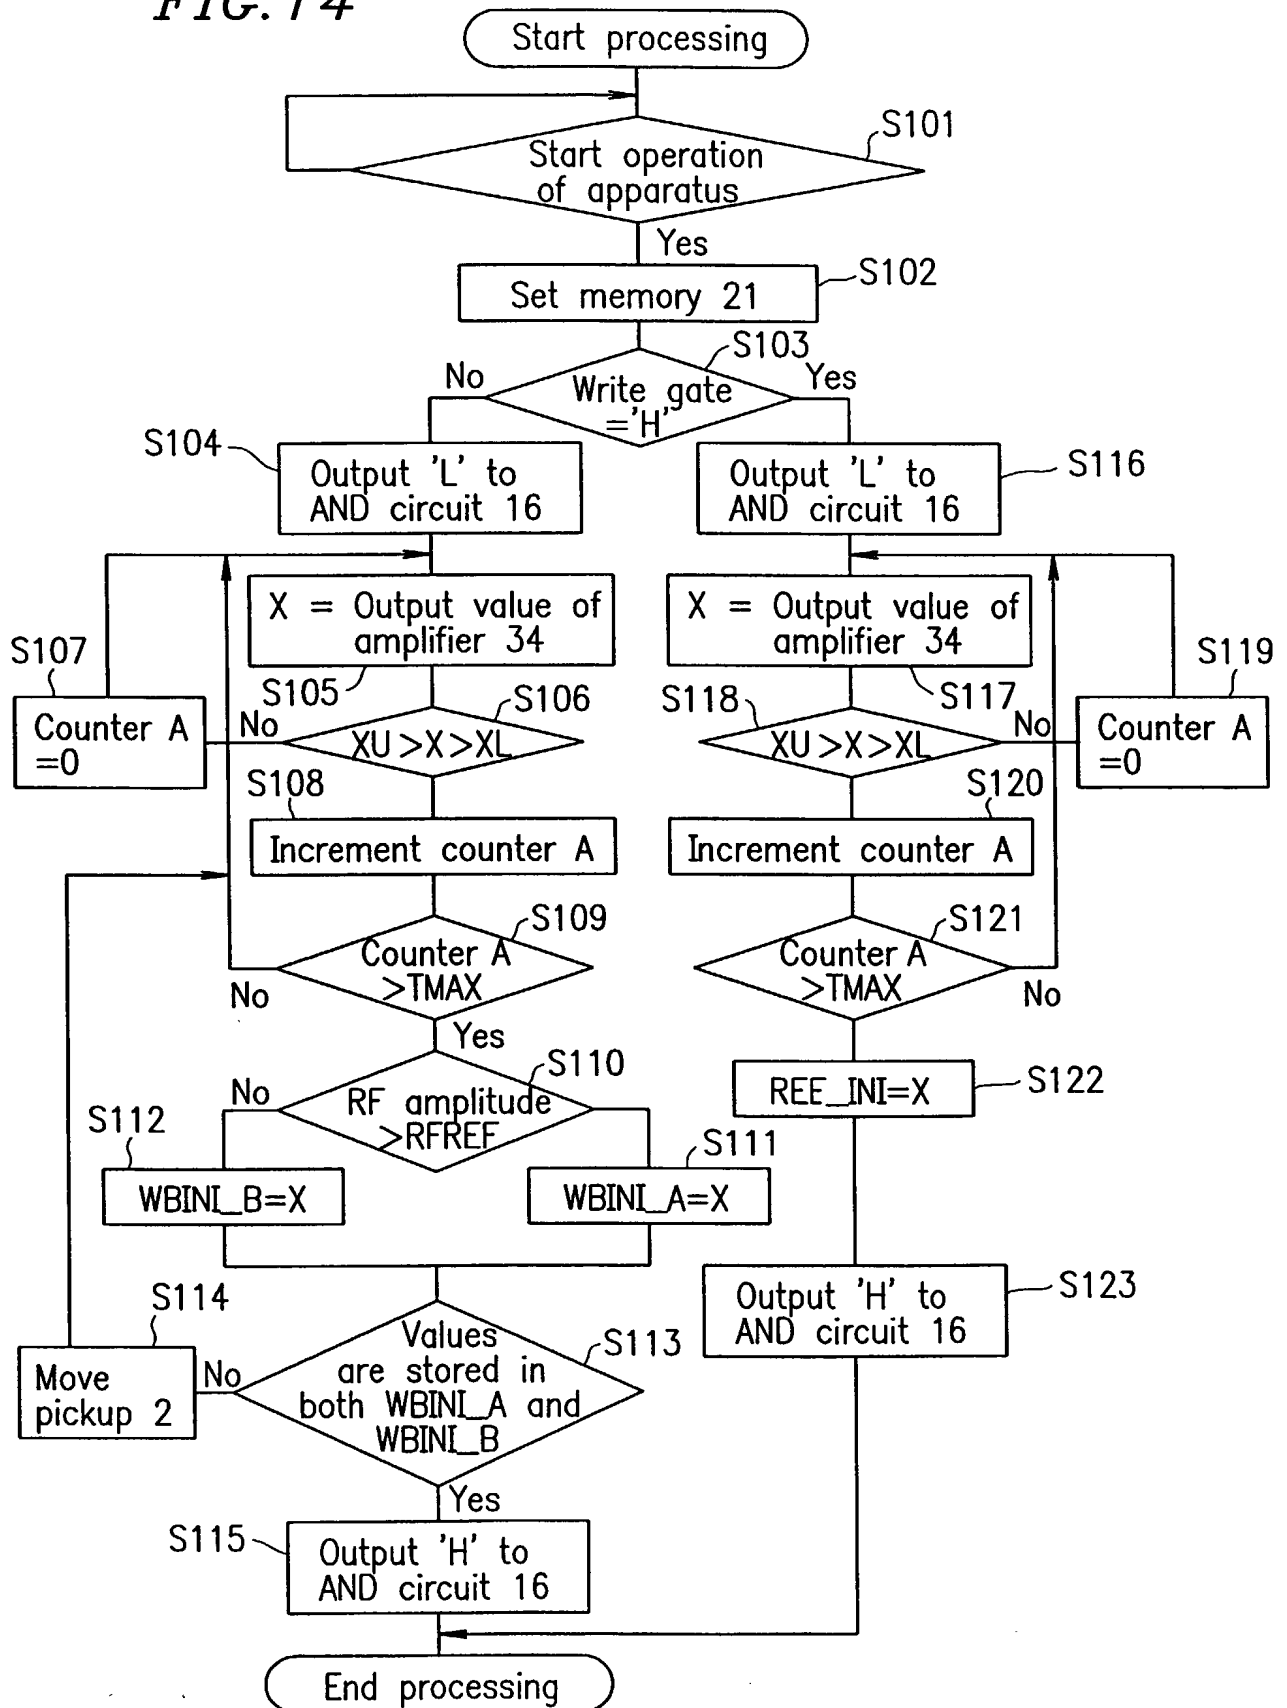 FIG. 14
Start processing
S101
Start operation
of apparatus
Yes
S102
Set memory 21
S103
No
Write gate
='H'
Yes
S104
Output 'L' to
AND circuit 16
Output 'L' to
AND circuit 16
S116
X = Output value of
amplifier 34
X = Output value of
amplifier 34
S107
S105
S106
S118
S117
S119
Counter A
=0
No
XU>X>XL
XU>X>XL
No
Counter A
=0
S108
S120
Increment counter A
Increment counter A
S109
S121
Counter A
>TMAX
Counter A
>TMAX
No
No
Yes
S110
No
RF amplitude
>RFREF
REE_INI=X
S122
S112
S111
WBINI_B=X
WBINI_A=X
S114
Output 'H' to
AND circuit 16
S123
Values
are stored in
both WBINI_A and
WBINI_B
S113
Move
pickup 2
No
Yes
S115
Output 'H' to
AND circuit 16
End processing